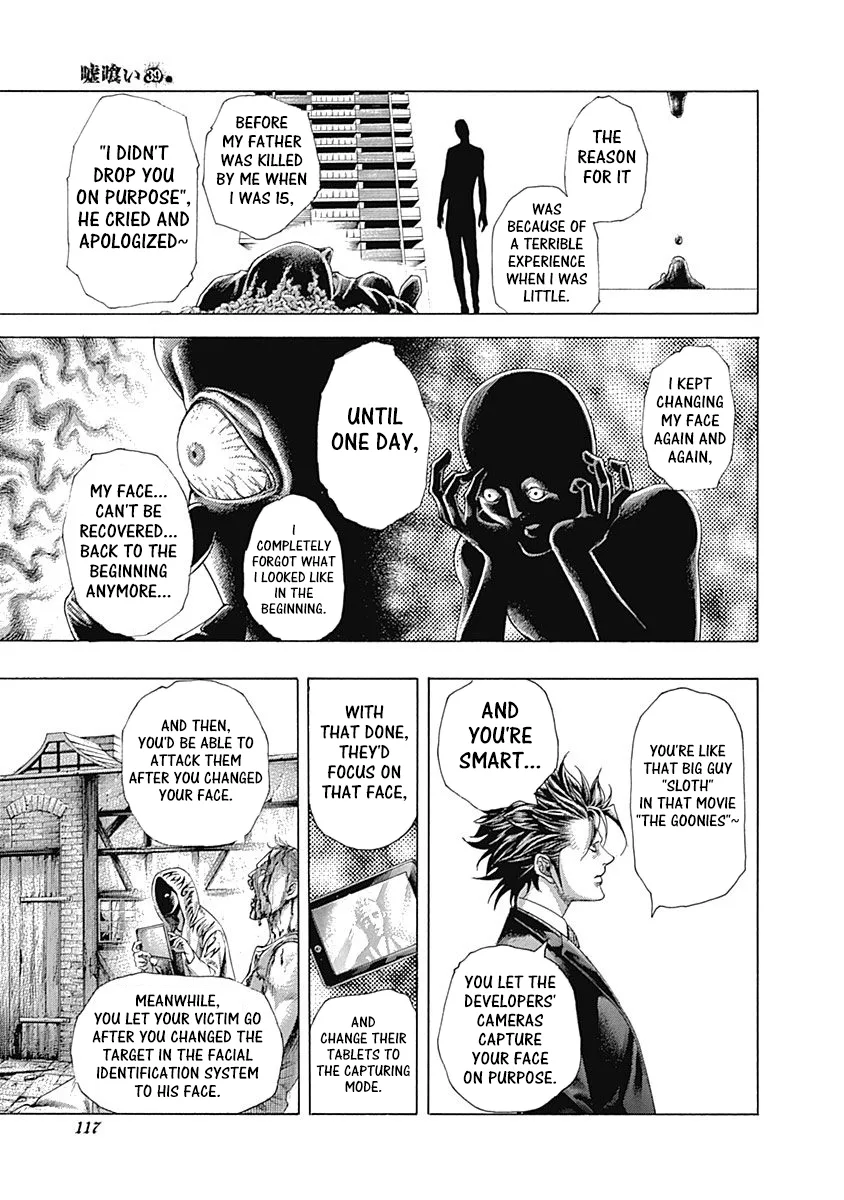 嘘喰い39
THE
REASON
FOR IT
WAS
BECAUSE OF
A TERRIBLE
EXPERIENCE
WHEN I WAS
LITTLE.
BEFORE
MY FATHER
WAS KILLED
BY ME WHEN
I WAS 15,
"I DIDN'T
DROP YOU
ON PURPOSE",
HE CRIED AND
APOLOGIZED~
I KEPT
CHANGING
MY FACE
AGAIN AND
AGAIN,
UNTIL
ONE DAY,
I
COMPLETELY
FORGOT WHAT
I LOOKED LIKE
IN THE
BEGINNING.
MY FACE...
CAN'T BE
RECOVERED...
BACK TO THE
BEGINNING
ANYMORE...
YOU'RE LIKE
THAT BIG GUY
"SLOTH"
IN THAT MOVIE
"THE GOONIES"~
AND
YOU'RE
SMART...
YOU LET THE
DEVELOPERS'
CAMERAS
CAPTURE
YOUR FACE
ON PURPOSE.
WITH
THAT DONE,
THEY'D
FOCUS ON
THAT FACE,
AND
CHANGE THEIR
TABLETS TO
THE CAPTURING
MODE.
AND THEN,
YOU'D BE ABLE TO
ATTACK THEM
AFTER YOU CHANGED
YOUR FACE.
MEANWHILE,
YOU LET YOUR VICTIM GO
AFTER YOU CHANGED THE
TARGET IN THE FACIAL
IDENTIFICATION SYSTEM
TO HIS FACE.
117